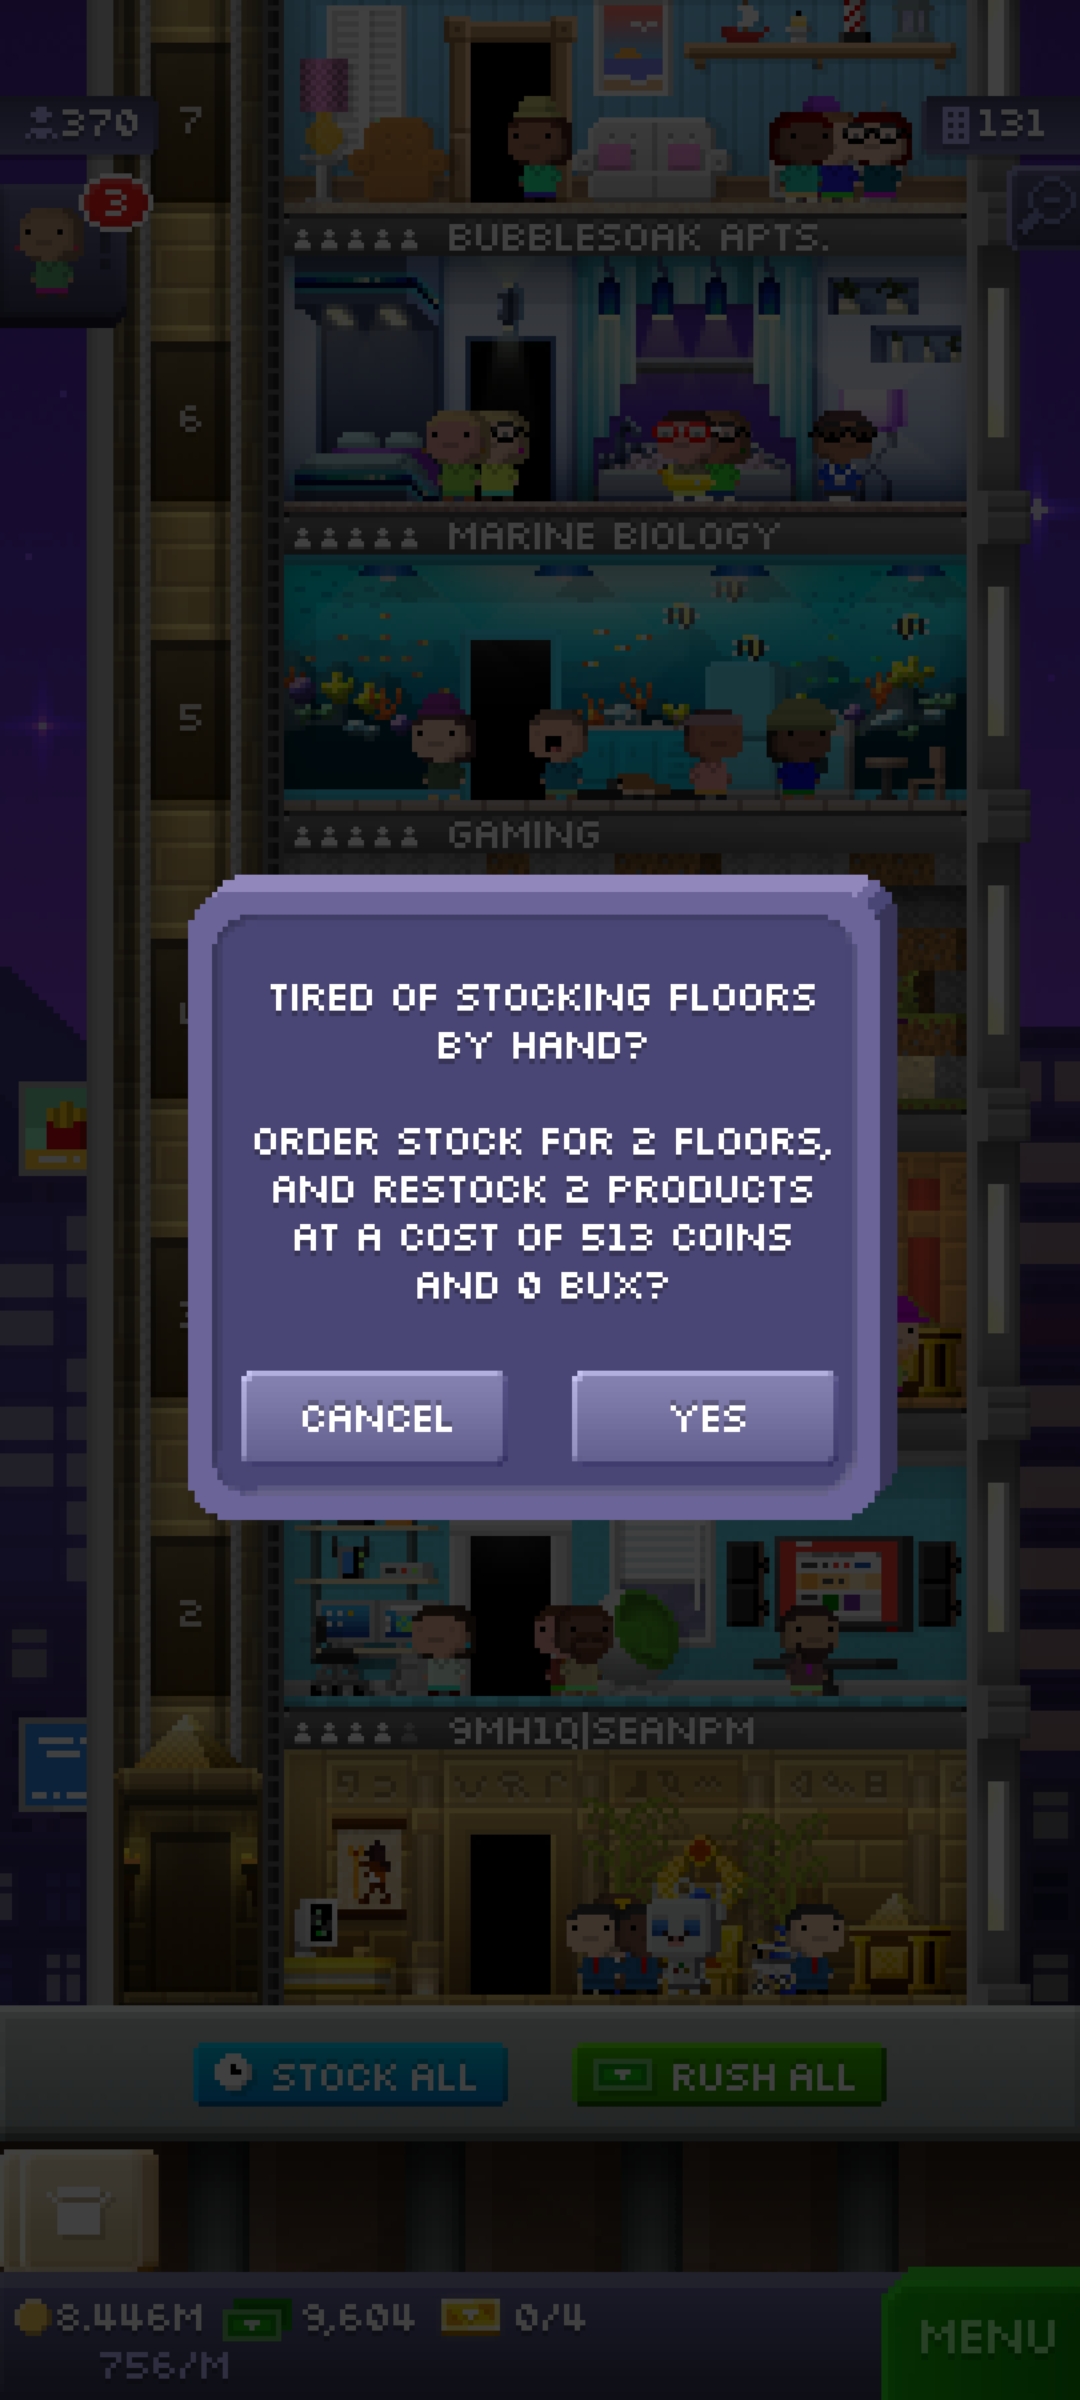 370
7
131
3
BUBBLESOAK APTS.
6
MARINE BIOLOGY
5
GAMING
TIRED OF STOCKING FLOORS
BY HAND?
ORDER STOCK FOR 2 FLOORS,
AND RESTOCK 2 PRODUCTS
AT A COST OF 513 COINS
AND 0 BUX?
CANCEL
YES
2
9MH1Q|SEANPM
STOCK ALL
RUSH ALL
8.446M
9,604
0/4
756/M
MENU